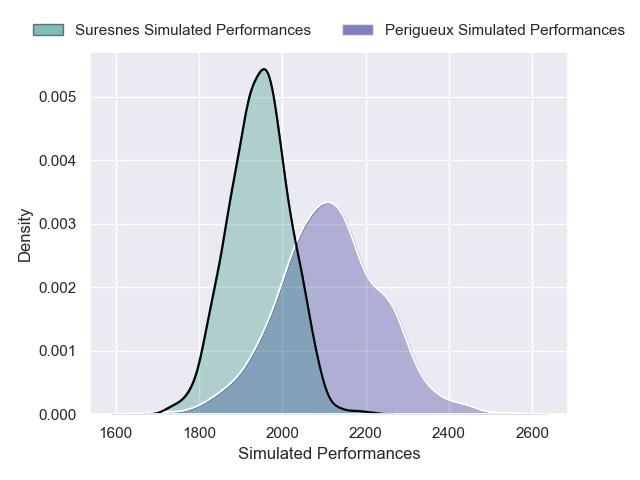 Suresnes Simulated Performances Perigueux Simulated Performances
0.005
0.004
0.003
0.002
0.001
0.000
Density
1600 1800 2000 2200 2400 2600
Simulated Performances